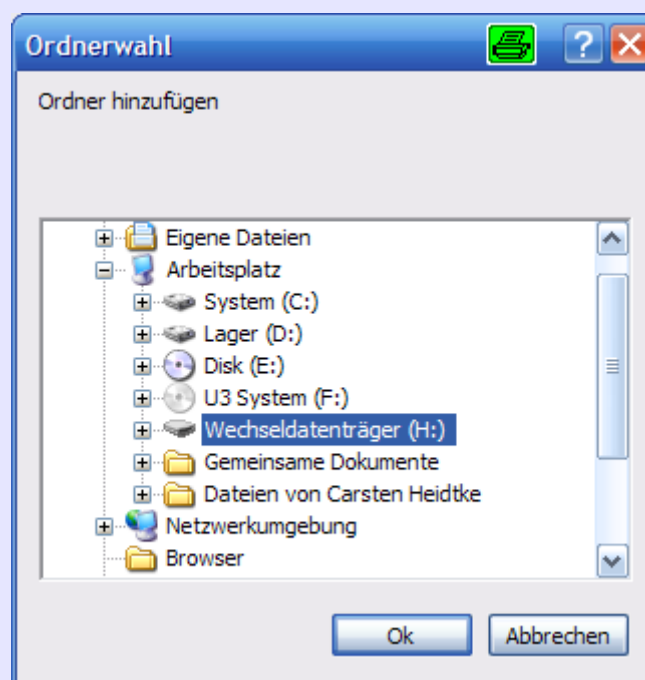 Ordnerwahl
Ordner hinzufügen
Eigene Dateien
Arbeitsplatz
System (C:)
Lager (D:)
Disk (E:)
U3 System (F:)
Wechseldatenträger (H:)
Gemeinsame Dokumente
Dateien von Carsten Heidtke
Netzwerkumgebung
Browser
Ok Abbrechen